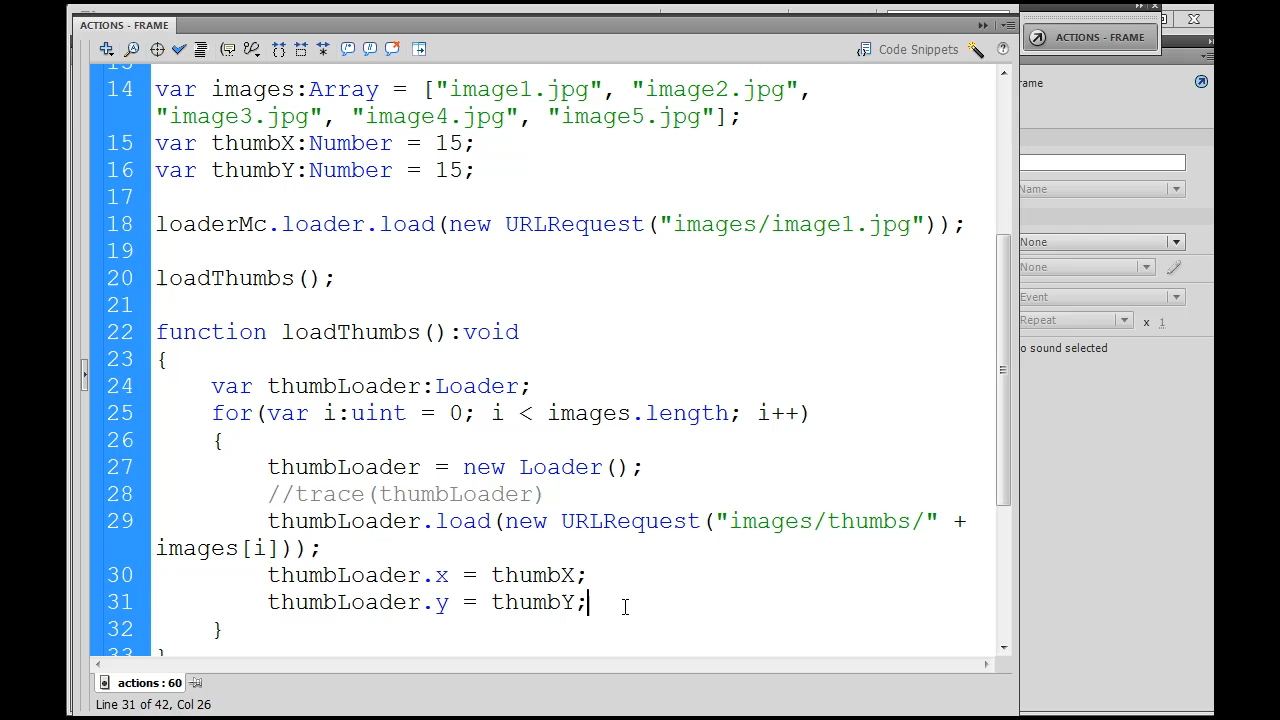 ACTIONS - FRAME
Code Snippets
13
14 var images:Array = ["image1.jpg", "image2.jpg",
"image3.jpg", "image4.jpg", "image5.jpg"];
15 var thumbX:Number = 15;
16 var thumbY:Number = 15;
17
18 loaderMc.loader.load(new URLRequest("images/image1.jpg"));
19
20 loadThumbs();
21
22 function loadThumbs():void
23 {
24 var thumbLoader:Loader;
25 for(var i:uint = 0; i < images.length; i++)
26 {
27 thumbLoader = new Loader();
28 //trace(thumbLoader)
29 thumbLoader.load(new URLRequest("images/thumbs/" +
images[i]));
30 thumbLoader.x = thumbX;
31 thumbLoader.y = thumbY;
32 }
33 }
actions : 60
Line 31 of 42, Col 26
ACTIONS - FRAME
rame
Name
None
None
Event
Repeat x 1
o sound selected